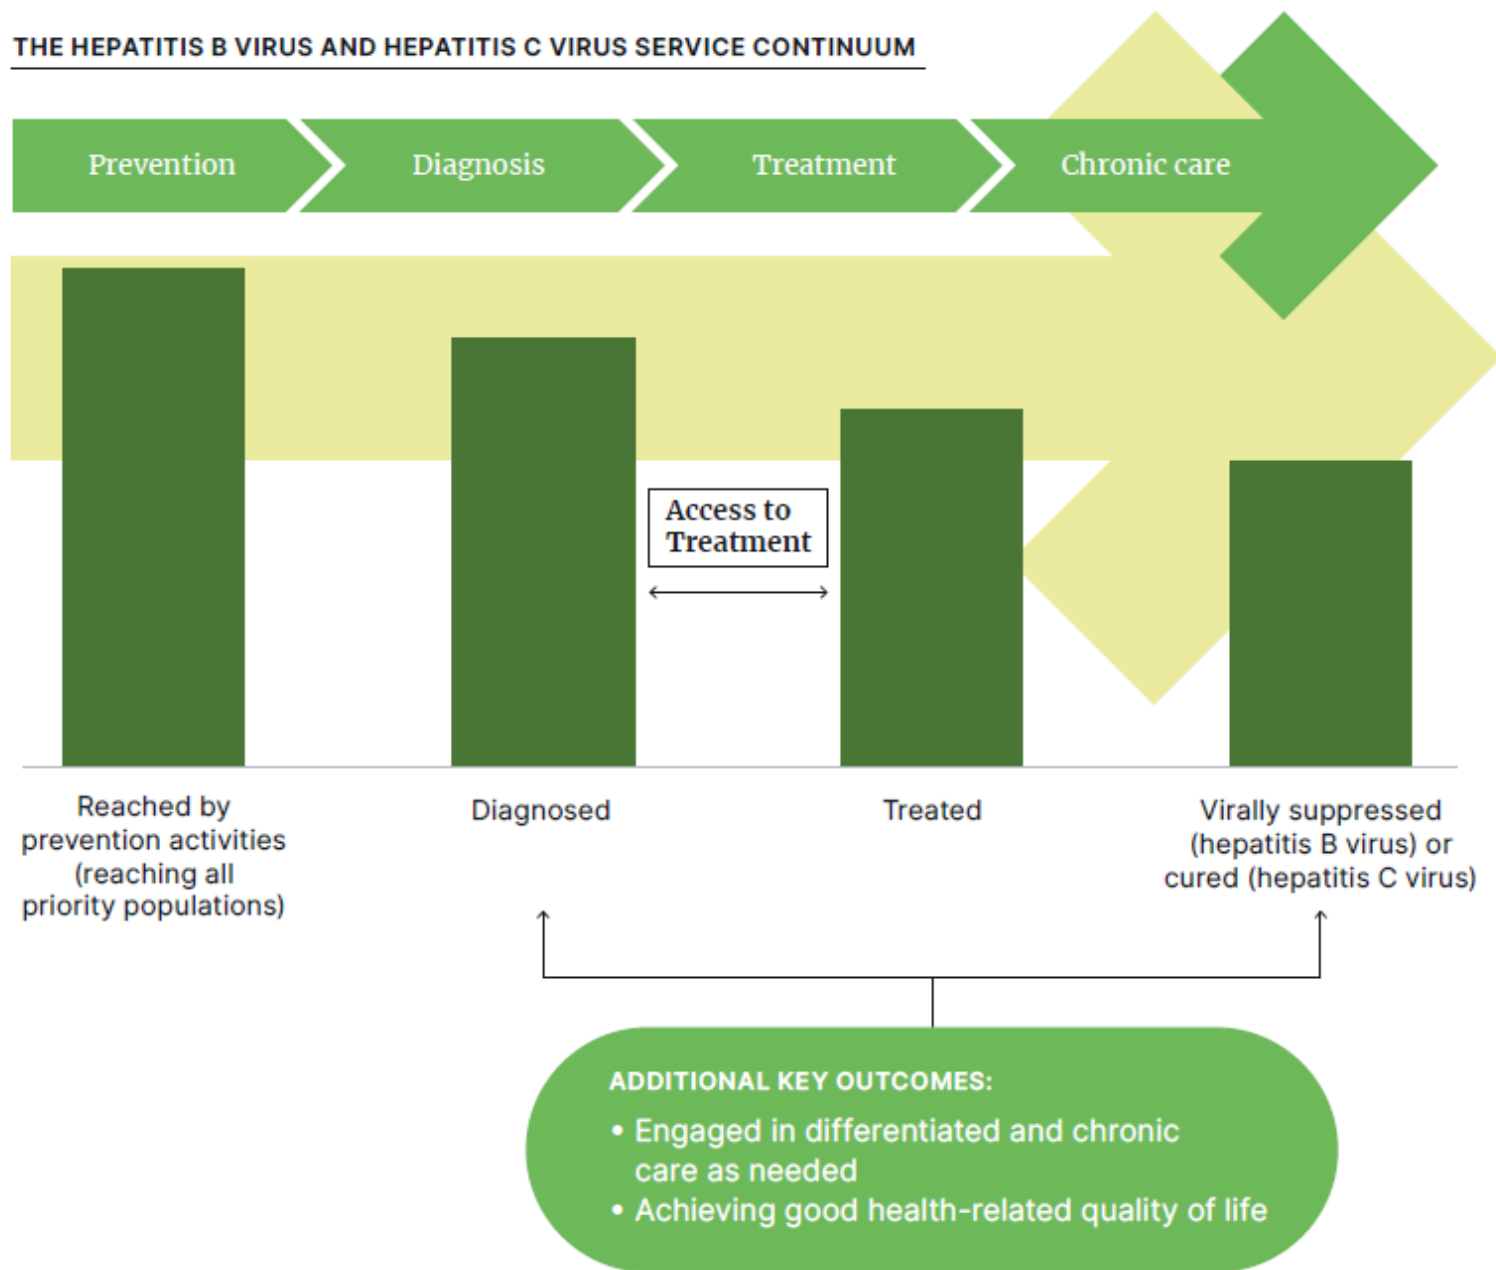 THE HEPATITIS B VIRUS AND HEPATITIS C VIRUS SERVICE CONTINUUM
Prevention
Diagnosis
Treatment
Chronic care
Access to
Treatment
Reached by
prevention activities
(reaching all
priority populations)
Diagnosed
Treated
Virally suppressed
(hepatitis B virus) or
cured (hepatitis C virus)
ADDITIONAL KEY OUTCOMES:
• Engaged in differentiated and chronic
care as needed
• Achieving good health-related quality of life